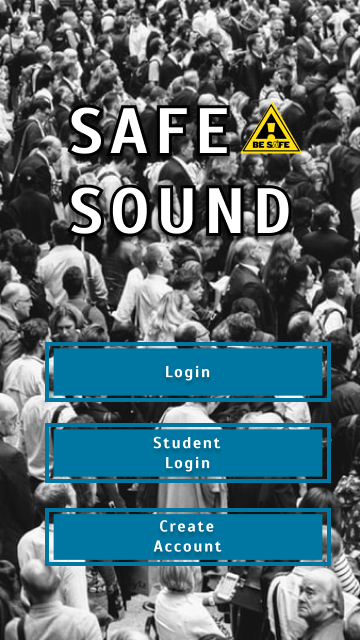 SAFE
BE SAFE
SOUND
Login
Student
Login
Create
Account